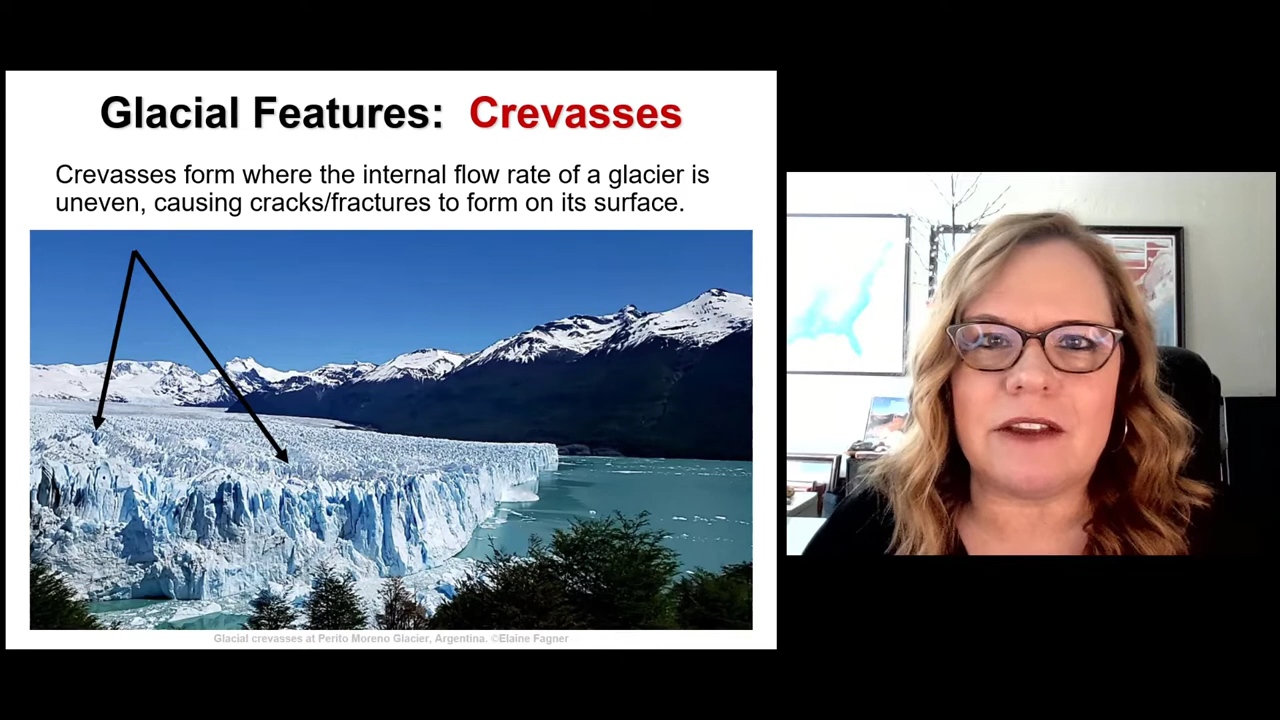 Glacial Features: Crevasses
Crevasses form where the internal flow rate of a glacier is
uneven, causing cracks/fractures to form on its surface.
Glacial crevasses at Perito Moreno Glacier, Argentina. ©Elaine Fagner